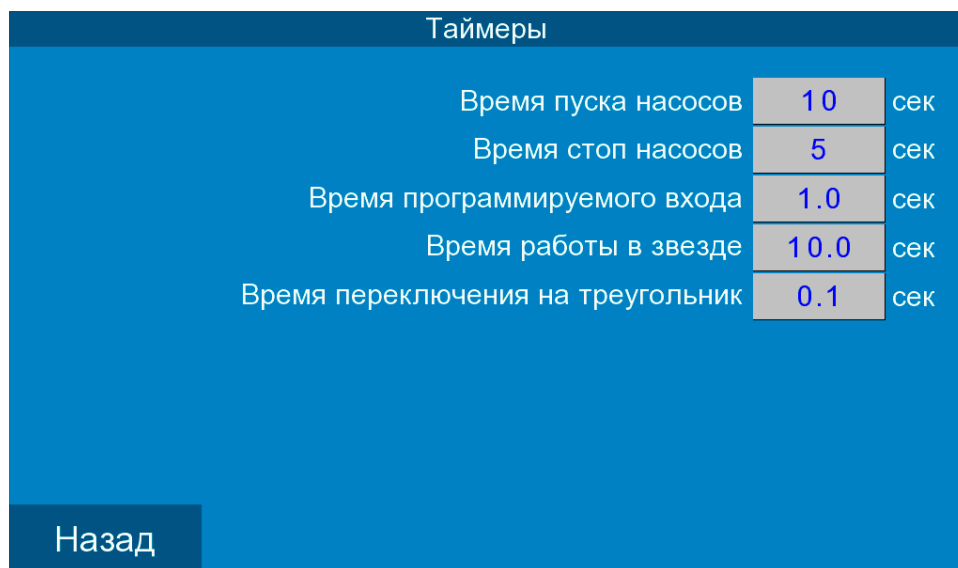 Таймеры
Время пуска насосов 10 сек
Время стоп насосов 5 сек
Время программируемого входа 1.0 сек
Время работы в звезде 10.0 сек
Время переключения на треугольник 0.1 сек
Назад